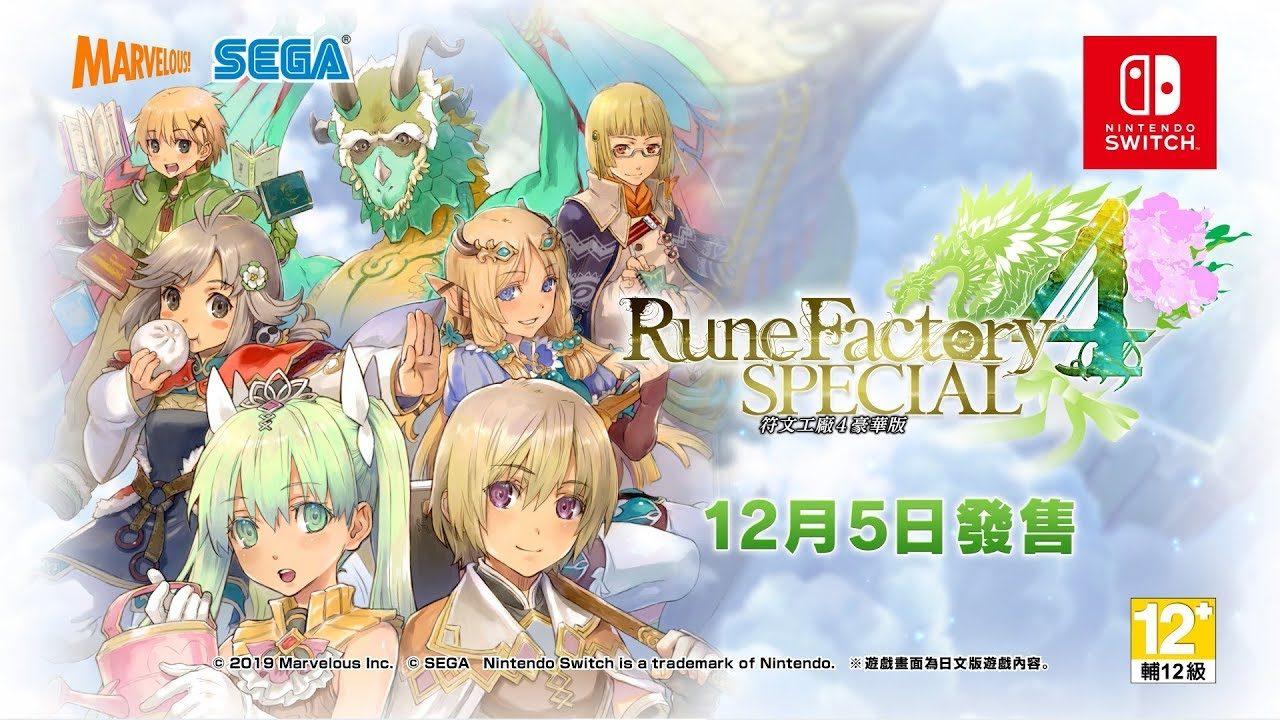 MARVELOUS! SEGA®
NINTENDO
SWITCH™
Rune Factory 4
SPECIAL
符文工廠4豪華版
12月5日發售
12+
輔12級
© 2019 Marvelous Inc. © SEGA Nintendo Switch is a trademark of Nintendo. ※遊戲畫面為日文版遊戲內容。